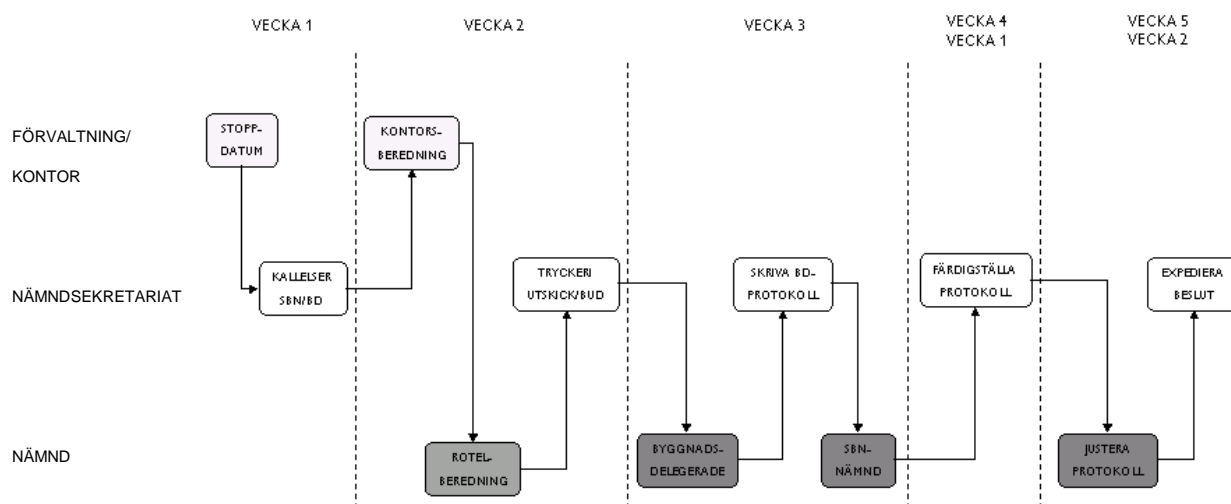 VECKA 1
VECKA 2
VECKA 3
VECKA 4
VECKA 1
VECKA 5
VECKA 2
FÖRVALTNING/
KONTOR
STOPP-
DATUM
KONTORS-
BEREDNING
NÄMNDSEKRETARIAT
KALLELSER
SBN/BD
TRYCKERI
UTSKICK/BUD
SKRIVA BD-
PROTOKOLL
FÄRDIGSTÄLLA
PROTOKOLL
EXPEDIERA
BESLUT
NÄMND
ROTEL-
BEREDNING
BYGGNADS-
DELEGERADE
SBN-
NÄMND
JUSTERA
PROTOKOLL